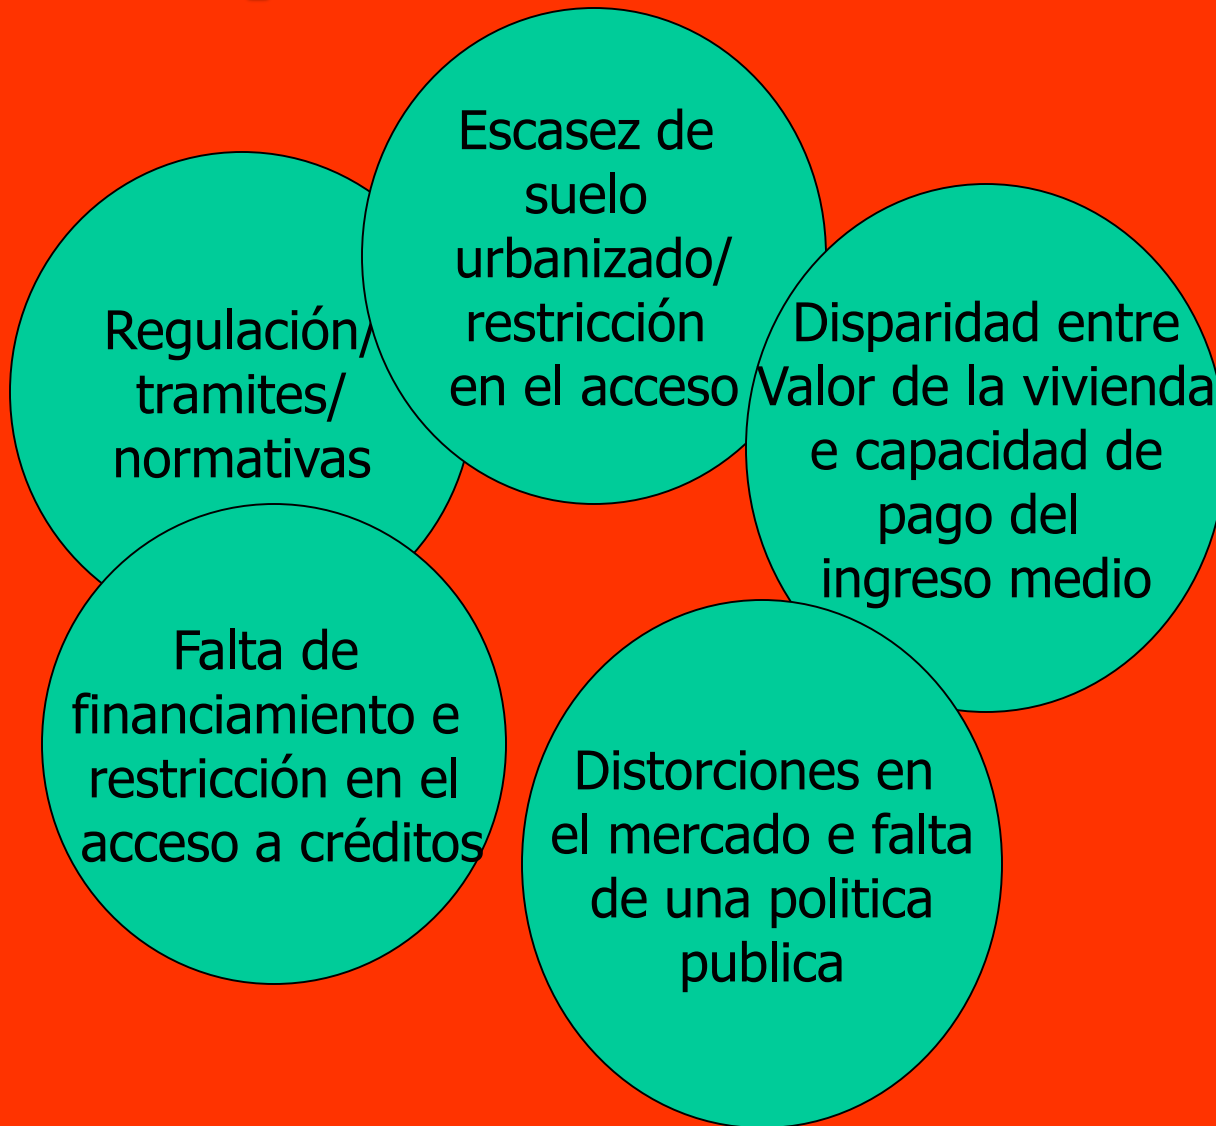 Escasez de
suelo
urbanizado/
restricción
en el acceso
Regulación/
tramites/
normativas
Disparidad entre
Valor de la vivienda
e capacidad de
pago del
ingreso medio
Falta de
financiamiento e
restricción en el
acceso a créditos
Distorciones en
el mercado e falta
de una politica
publica